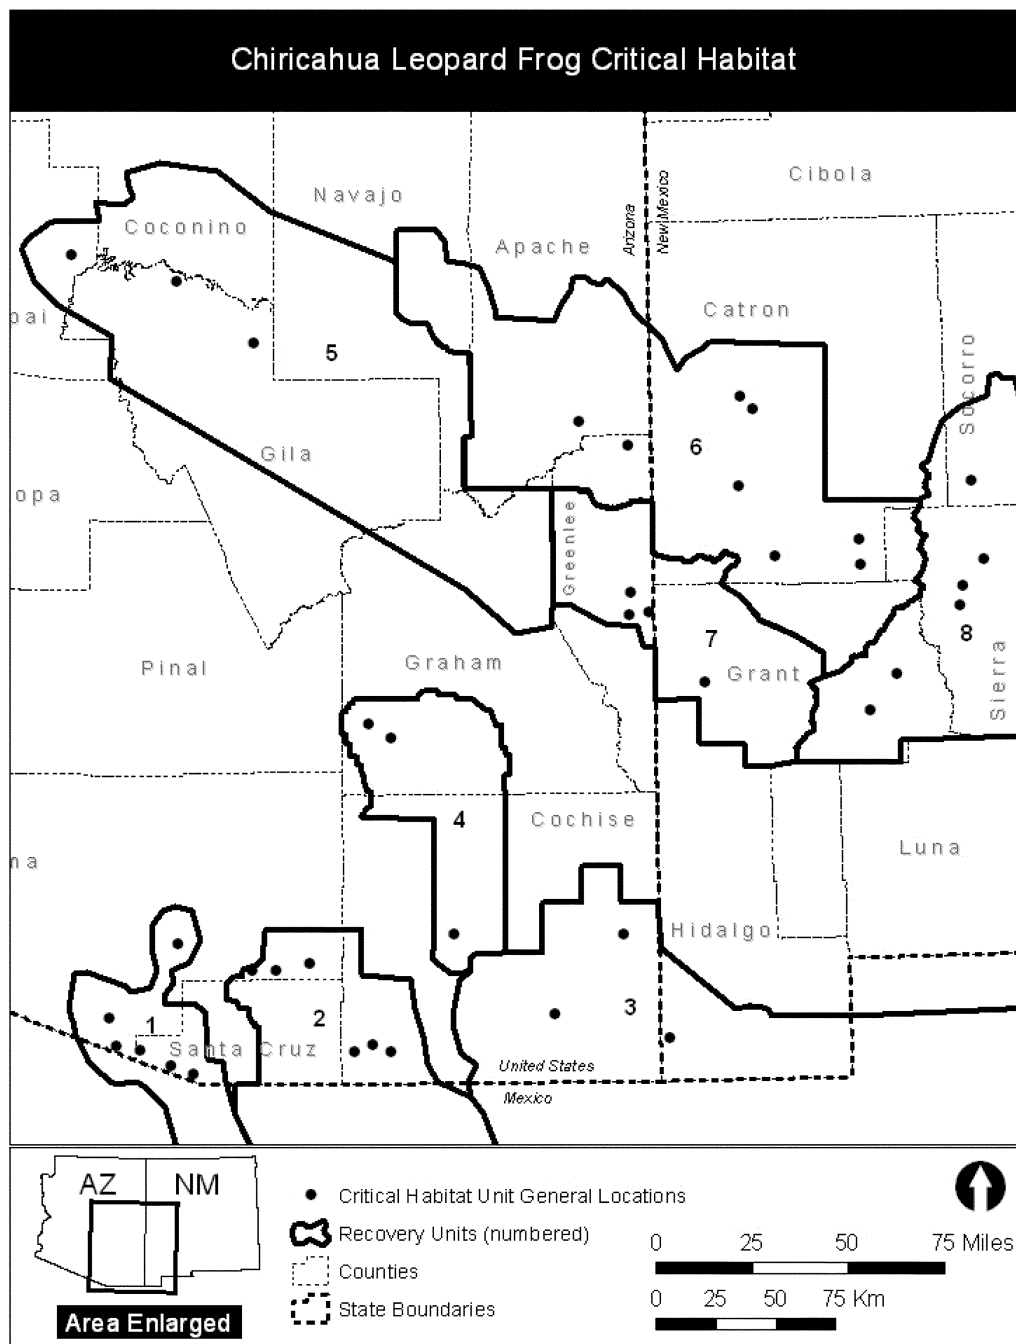 Chiricahua Leopard Frog Critical Habitat
Cibola
Navajo
Coconino
Apache
Arizona
New Mexico
Catron
pai
5
Socorro
6
Gila
opa
Greenlee
7
8
Pinal
Graham
Grant
Sierra
4
Cochise
Luna
na
Hidalgo
1
2
3
Santa Cruz
United States
Mexico
AZ NM
Area Enlarged
Critical Habitat Unit General Locations
Recovery Units (numbered)
Counties
State Boundaries
0 25 50 75 Miles
0 25 50 75 Km